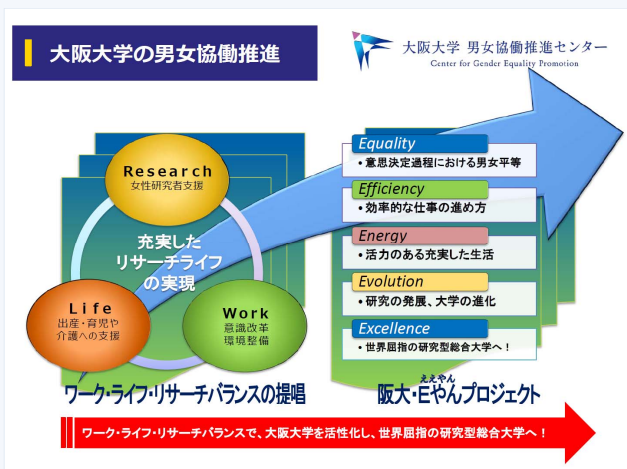 大阪大学の男女協働推進
大阪大学 男女協働推進センター
Center for Gender Equality Promotion
Research
女性研究者支援
充実した
リサーチライフ
の実現
Life
出産・育児や
介護への支援
Work
意識改革
環境整備
ワーク・ライフ・リサーチバランスの提唱
Equality
・意思決定過程における男女平等
Efficiency
・効率的な仕事の進め方
Energy
・活力のある充実した生活
Evolution
・研究の発展、大学の進化
Excellence
・世界屈指の研究型総合大学へ!
ええやん
阪大・Eやんプロジェクト
ワーク・ライフ・リサーチバランスで、大阪大学を活性化し、世界屈指の研究型総合大学へ!